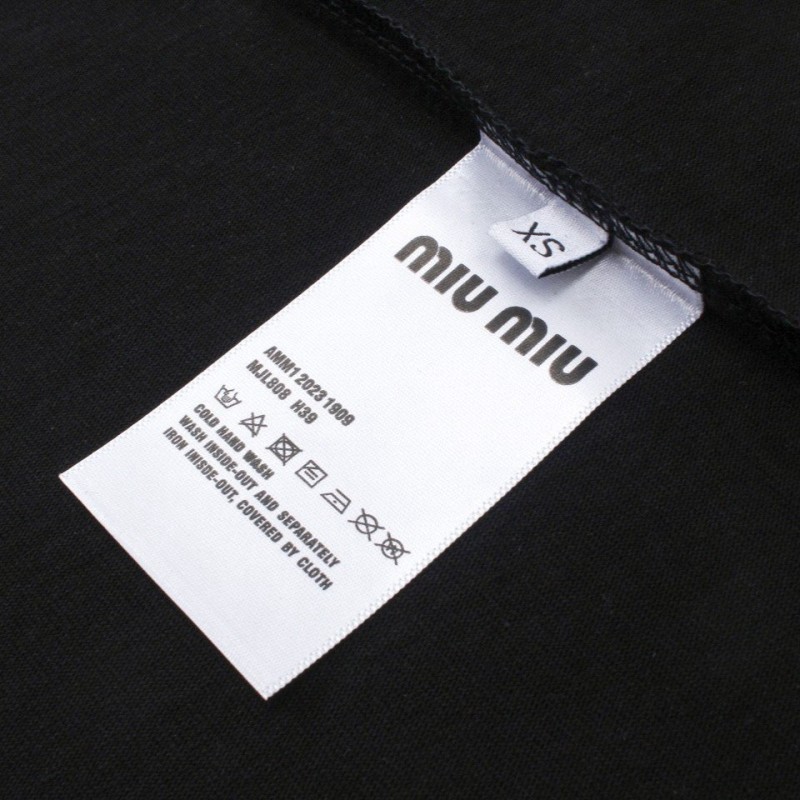 XS
MIU MIU
AMM1 2023 1909
MJL808 H39
COLD HAND WASH
WASH INSIDE-OUT AND SEPARATELY
IRON INISDE-OUT, COVERED BY CLOTH